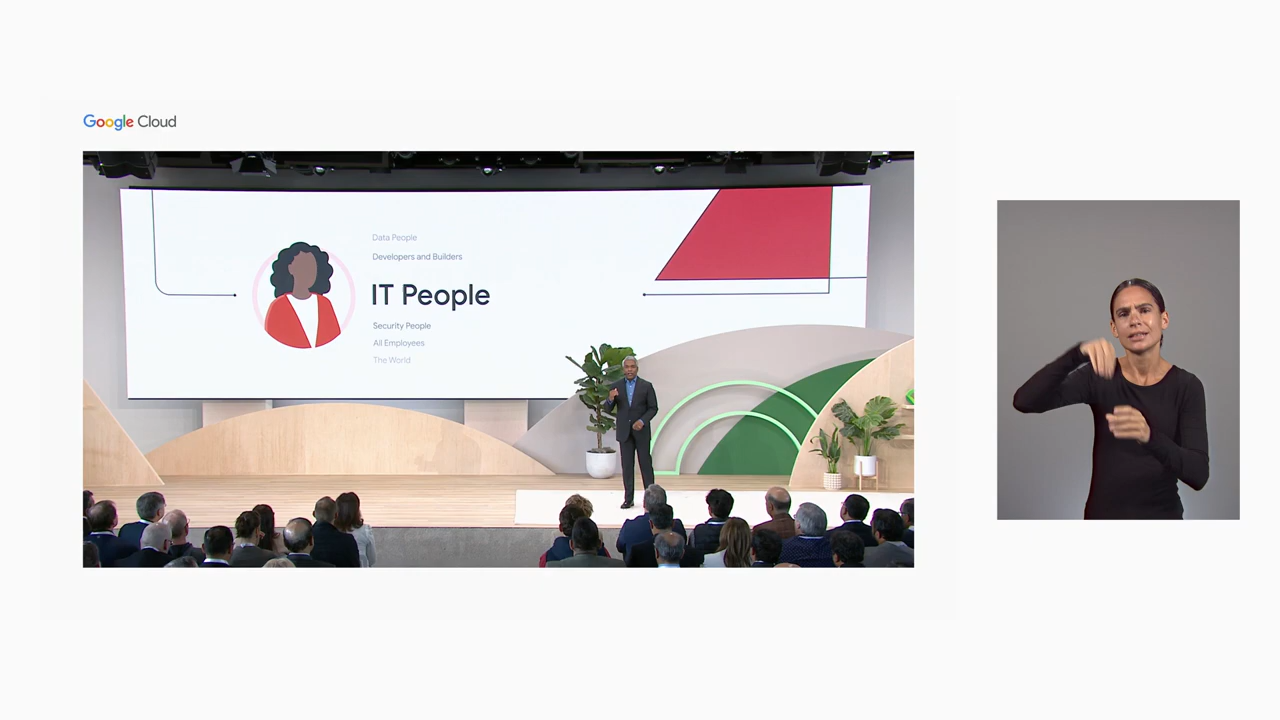 Google Cloud
Data People
Developers and Builders
IT People
Security People
All Employees
The World